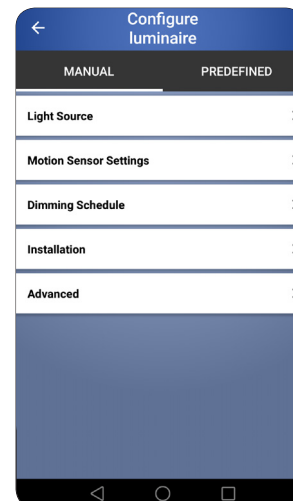 Configure
luminaire
MANUAL
PREDEFINED
Light Source
Motion Sensor Settings
Dimming Schedule
Installation
Advanced